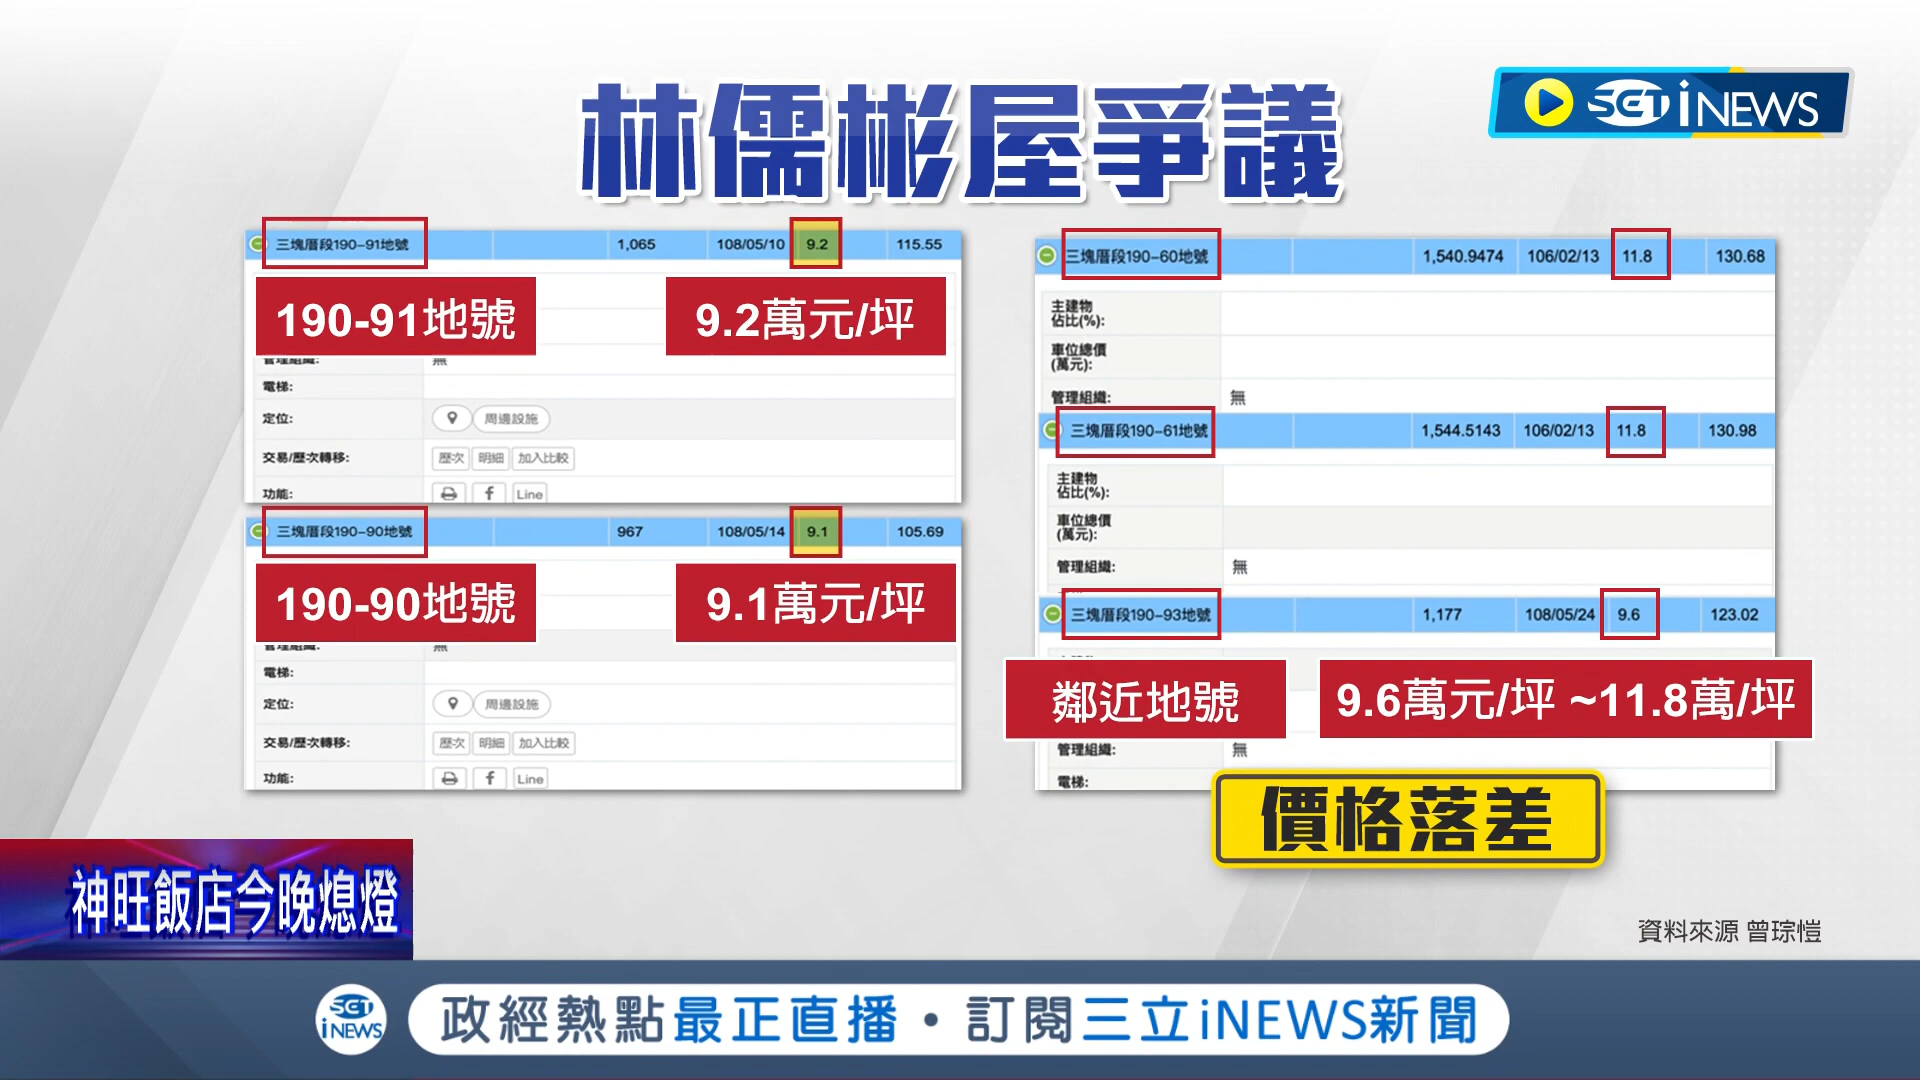 林儒彬屋爭議
SET iNEWS
三塊厝段190-91地號 1,065 108/05/10 9.2 115.55
190-91地號 9.2萬元/坪
管理組織: 無
電梯:
定位: 周邊設施
交易/歷次轉移: 歷次 明細 加入比較
功能: Line
三塊厝段190-90地號 967 108/05/14 9.1 105.69
190-90地號 9.1萬元/坪
管理組織: 無
電梯:
定位: 周邊設施
交易/歷次轉移: 歷次 明細 加入比較
功能: Line
三塊厝段190-60地號 1,540.9474 106/02/13 11.8 130.68
主建物
佔比(%):
車位總價
(萬元):
管理組織: 無
三塊厝段190-61地號 1,544.5143 106/02/13 11.8 130.98
主建物
佔比(%):
車位總價
(萬元):
管理組織: 無
三塊厝段190-93地號 1,177 108/05/24 9.6 123.02
鄰近地號 9.6萬元/坪 ~11.8萬/坪
管理組織: 無
電梯:
價格落差
神旺飯店今晚熄燈
資料來源 曾琮愷
SET iNEWS
政經熱點最正直播・訂閱三立iNEWS新聞